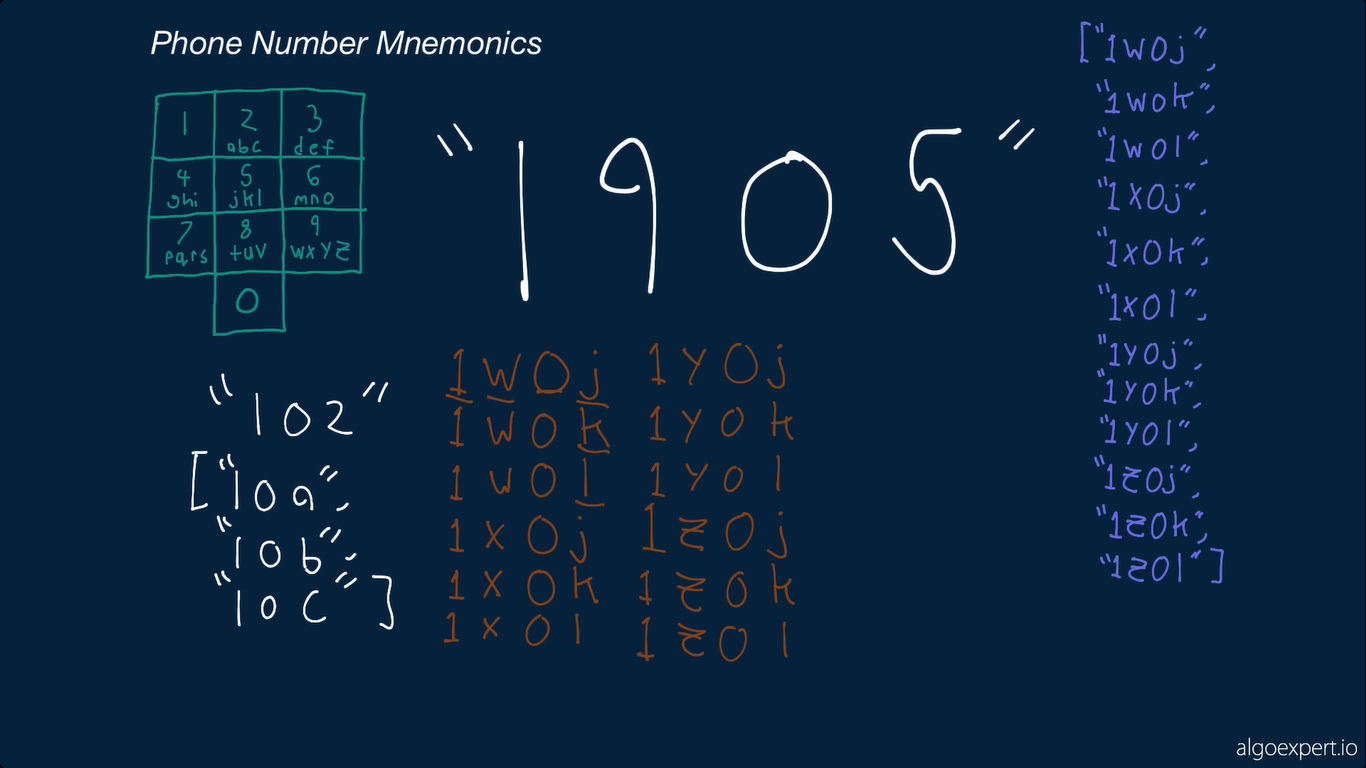 Phone Number Mnemonics
1 2 3
abc def
4 5 6
ghi jkl mno
7 8 9
pqrs tuv wxyz
0
"1905"
"102"
["10a",
"10b",
"10c"]
1w0j 1y0j
1w0k 1y0k
1w0l 1y0l
1x0j 1z0j
1x0k 1z0k
1x0l 1z0l
["1w0j",
"1w0k",
"1w0l",
"1x0j",
"1x0k",
"1x0l",
"1y0j",
"1y0k",
"1y0l",
"1z0j",
"1z0k",
"1z0l"]
algoexpert.io